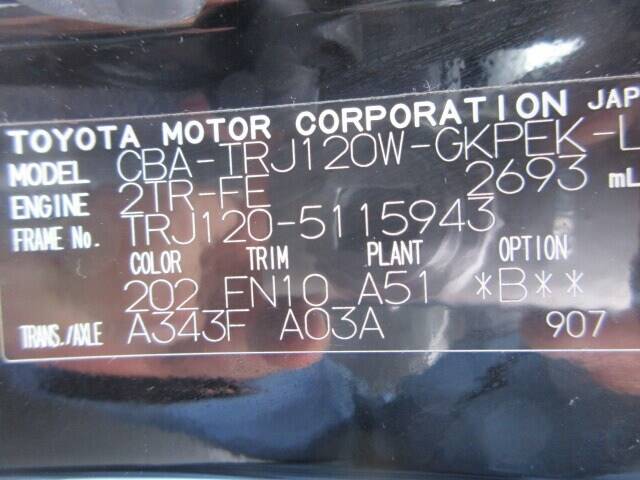 TOYOTA MOTOR CORPORATION JAP
MODEL CBA-TRJ120W-GKPEK-L
ENGINE 2TR-FE 2693 mL
FRAME No. TRJ120-5115943
COLOR TRIM PLANT OPTION
202 FN10 A51 *B**
TRANS./AXLE A343F A03A 907